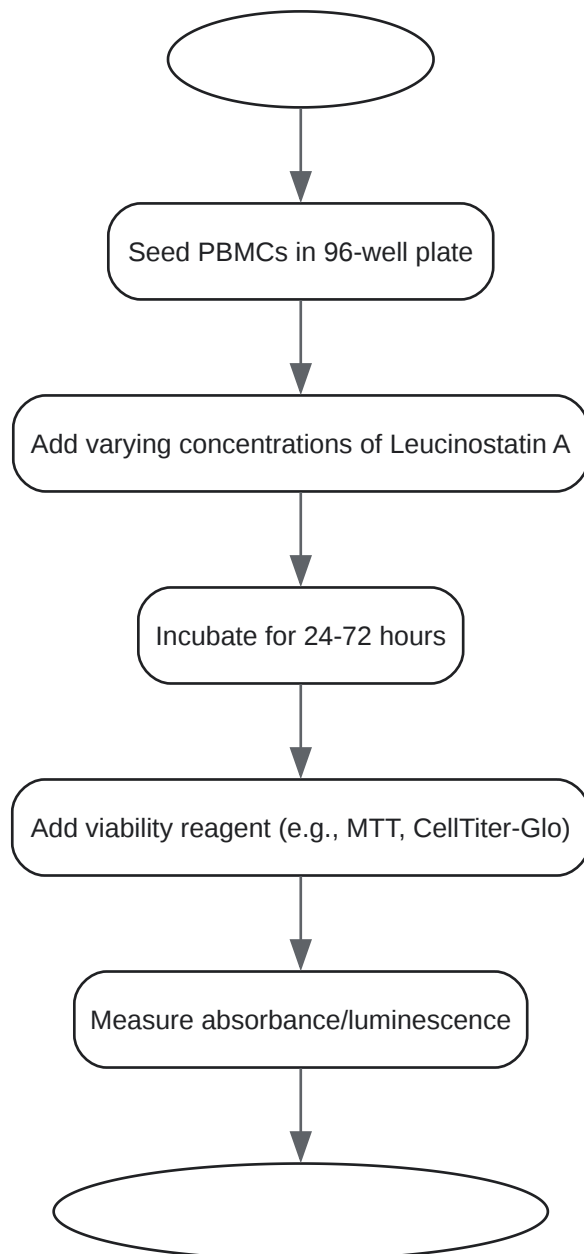 Seed PBMCs in 96-well plate
Add varying concentrations of Leucinostatin A
Incubate for 24-72 hours
Add viability reagent (e.g., MTT, CellTiter-Glo)
Measure absorbance/luminescence